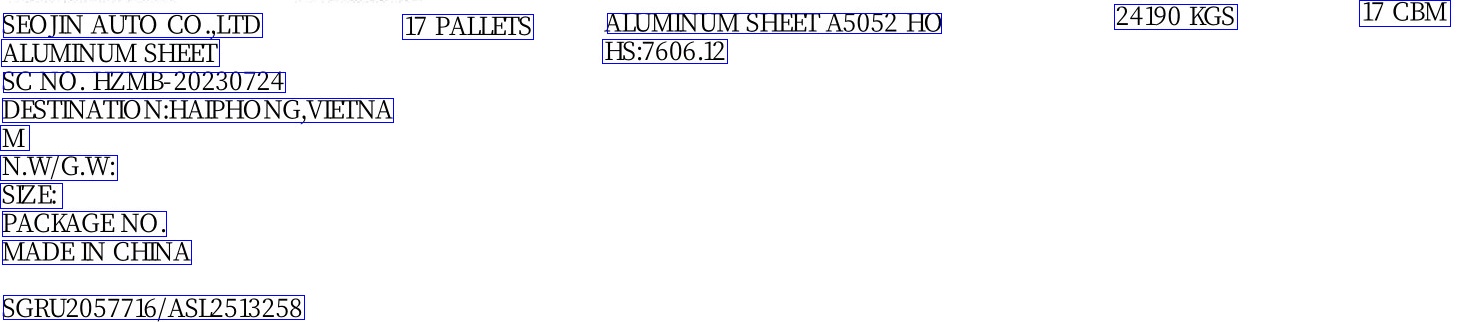 SEOJIN AUTO CO.,LTD 17 PALLETS ALUMINUM SHEET A5052 HO 24190 KGS 17 CBM
ALUMINUM SHEET HS:7606.12
SC NO. HZMB-20230724
DESTINATION:HAIPHONG,VIETNA
M
N.W/G.W:
SIZE:
PACKAGE NO.
MADE IN CHINA
SGRU2057716/ASL2513258